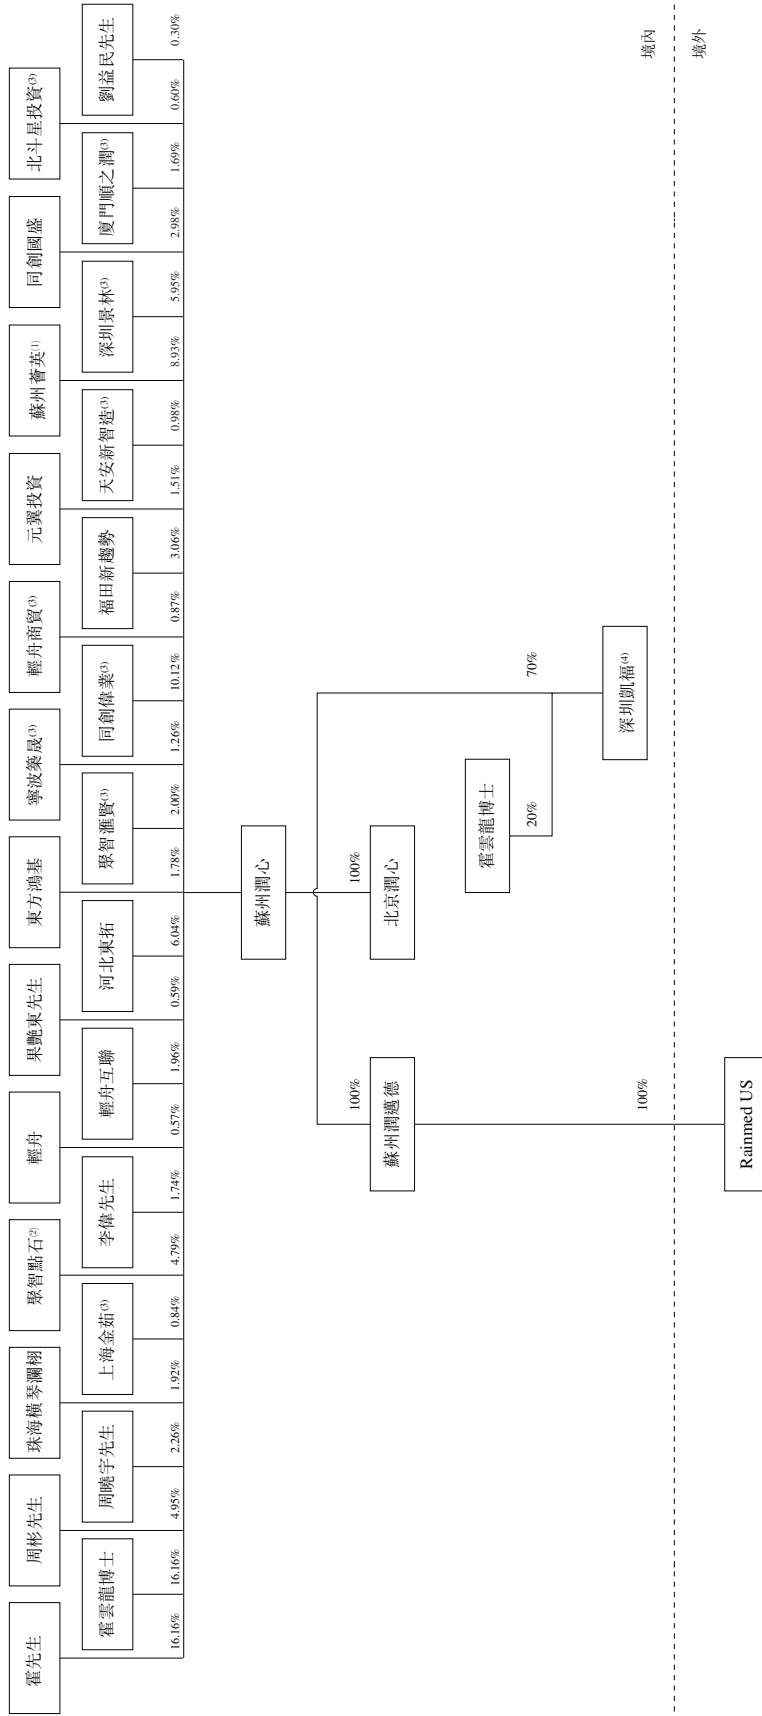 霍先生
周彬先生
珠海橫琴瀾栩
聚智點石(2)
輕舟
果艷東先生
東方鴻基
寧波築晟(3)
輕舟商貿(3)
元翼投資
蘇州薈英(1)
同創國盛
北斗星投資(3)
霍雲龍博士
周曉宇先生
上海金茹(3)
李偉先生
輕舟互聯
河北東拓
聚智滙賢(3)
同創偉業(3)
福田新趨勢
天安新智造(3)
深圳景林(3)
廈門順之潤(3)
劉益民先生
16.16%
16.16%
4.95%
2.26%
1.92%
0.84%
4.79%
1.74%
0.57%
1.96%
0.59%
6.04%
1.78%
2.00%
1.26%
10.12%
0.87%
3.06%
1.51%
0.98%
8.93%
5.95%
2.98%
1.69%
0.60%
0.30%
蘇州潤心
100%
100%
蘇州潤邁德
北京潤心
霍雲龍博士
20%
70%
深圳凱福(4)
100%
境內
境外
Rainmed US